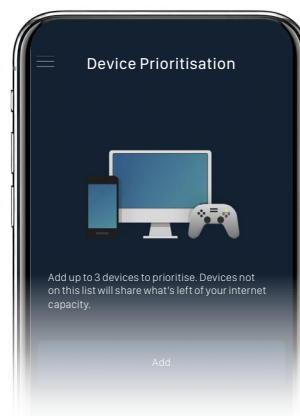 Device Prioritisation
Add up to 3 devices to prioritise. Devices not
on this list will share what's left of your internet
capacity.
Add